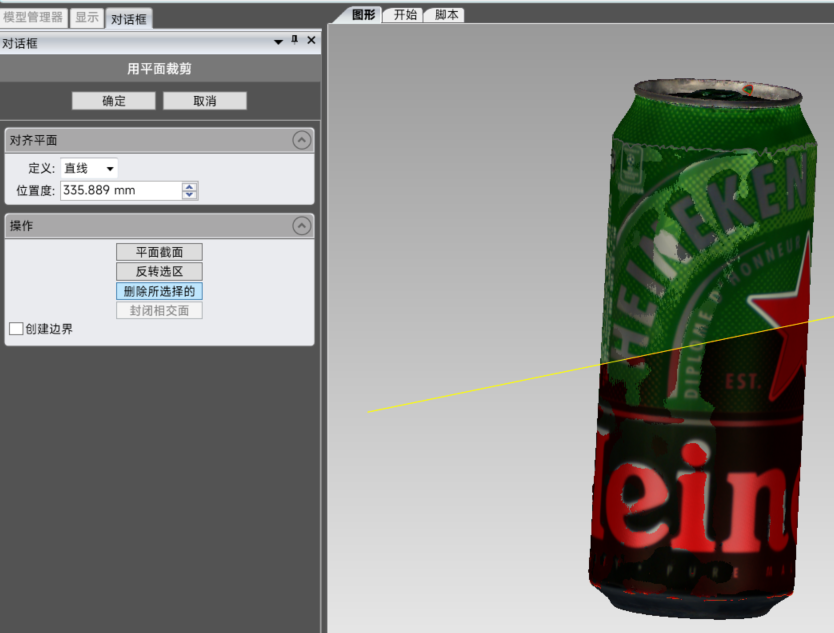 模型管理器 显示 对话框
图形 开始 脚本
对话框
用平面裁剪
确定 取消
对齐平面
定义: 直线
位置度: 335.889 mm
操作
平面截面
反转选区
删除所选择的
封闭相交面
创建边界
HEINEKEN
DIPLOME D' HONNEUR
EST.
Heine
PURE